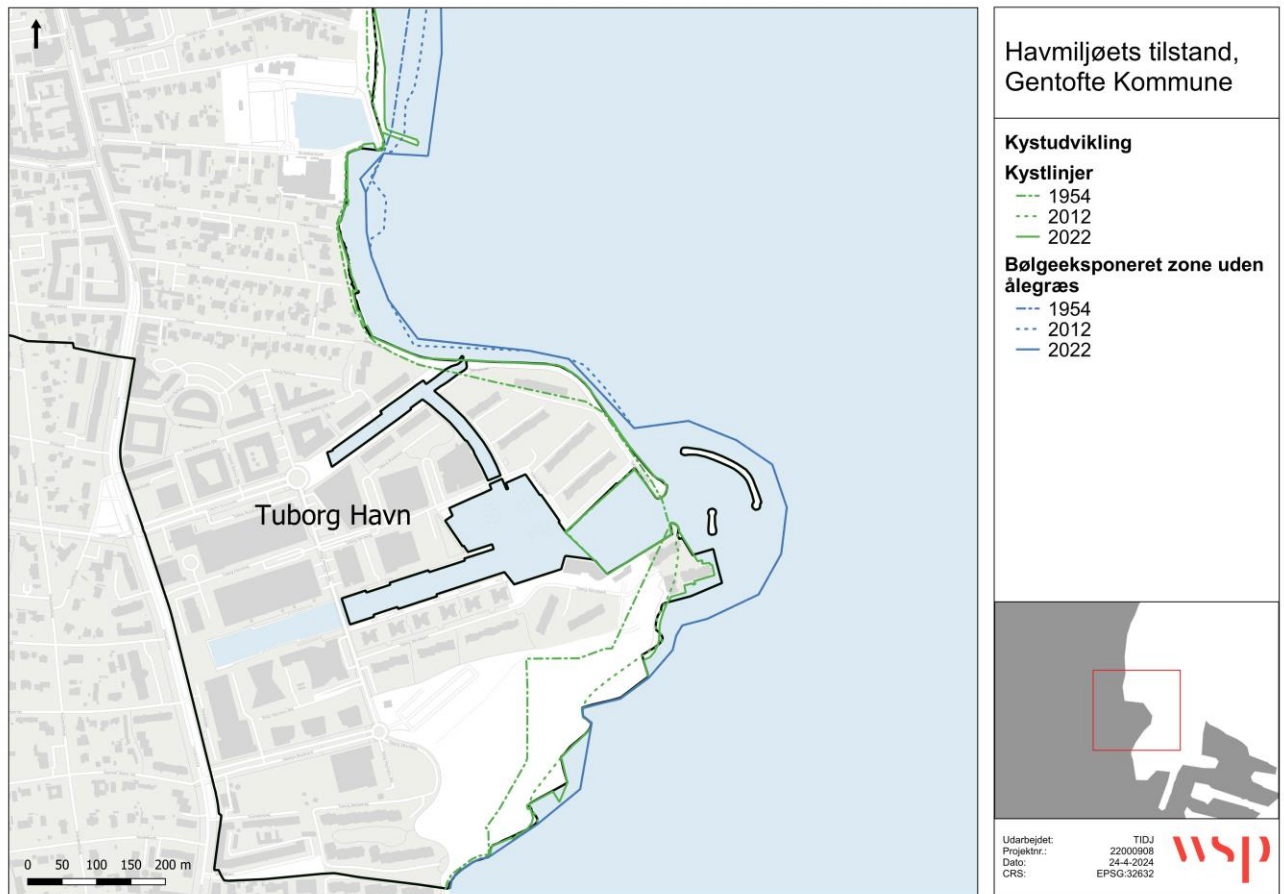 Havmiljøets tilstand,
Gentofte Kommune
Kystudvikling
Kystlinjer
1954
2012
2022
Bølgeeksponeret zone uden
ålegræs
1954
2012
2022
Tuborg Havn
0 50 100 150 200 m
Udarbejdet: TIDJ
Projektnr.: 22000908
Dato: 24-4-2024
CRS: EPSG:32632
wsp